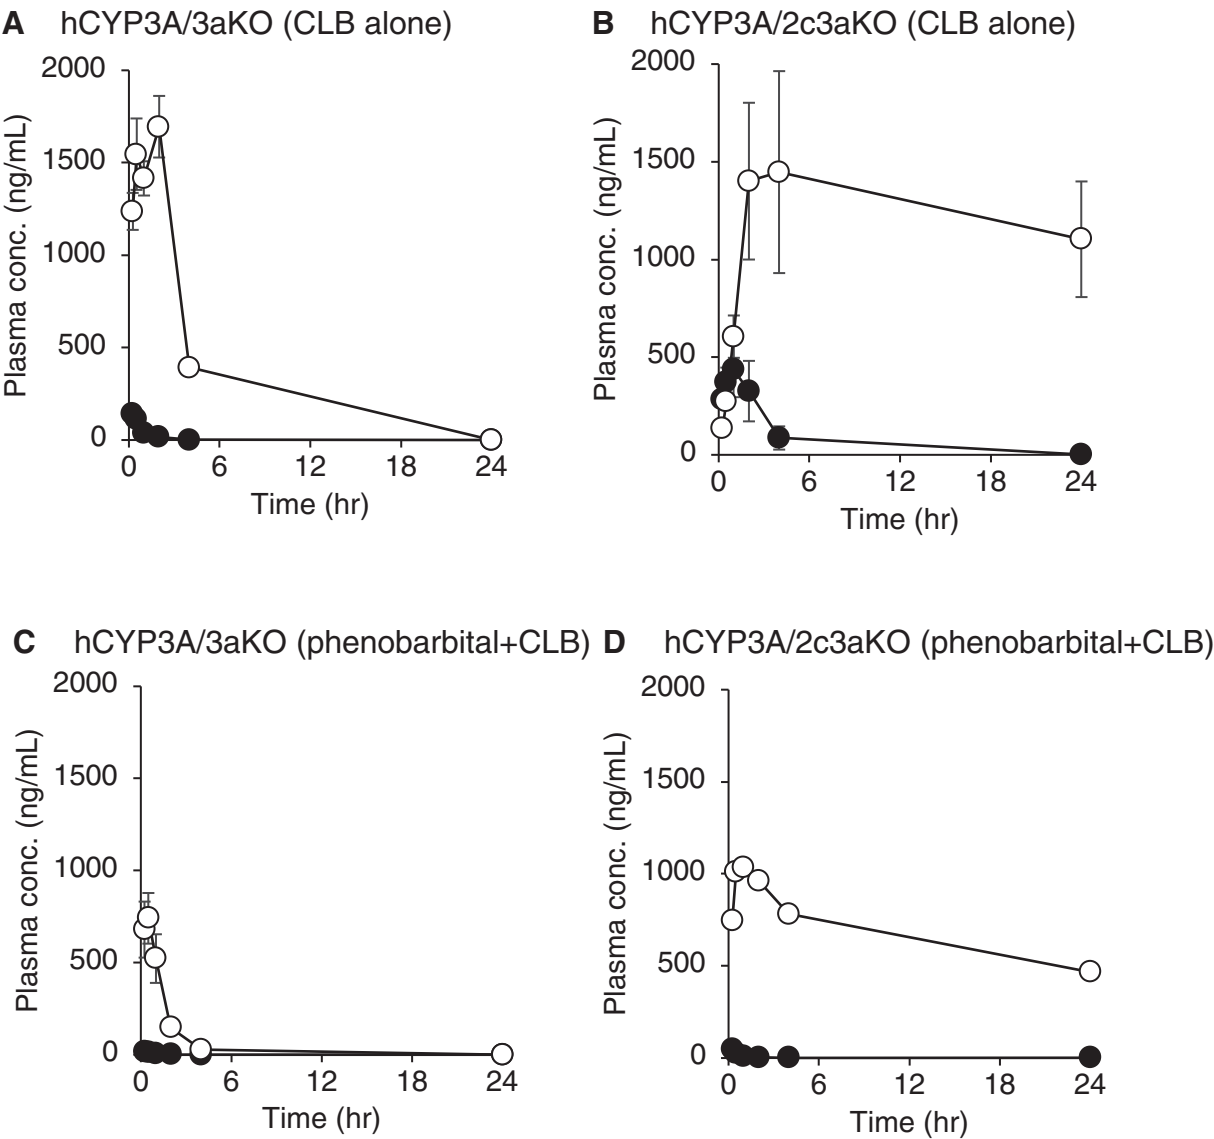 A hCYP3A/3aKO (CLB alone)
2000
1500
1000
500
0
Plasma conc. (ng/mL)
0 6 12 18 24
Time (hr)
B hCYP3A/2c3aKO (CLB alone)
2000
1500
1000
500
0
Plasma conc. (ng/mL)
0 6 12 18 24
Time (hr)
C hCYP3A/3aKO (phenobarbital+CLB)
2000
1500
1000
500
0
Plasma conc. (ng/mL)
0 6 12 18 24
Time (hr)
D hCYP3A/2c3aKO (phenobarbital+CLB)
2000
1500
1000
500
0
Plasma conc. (ng/mL)
0 6 12 18 24
Time (hr)